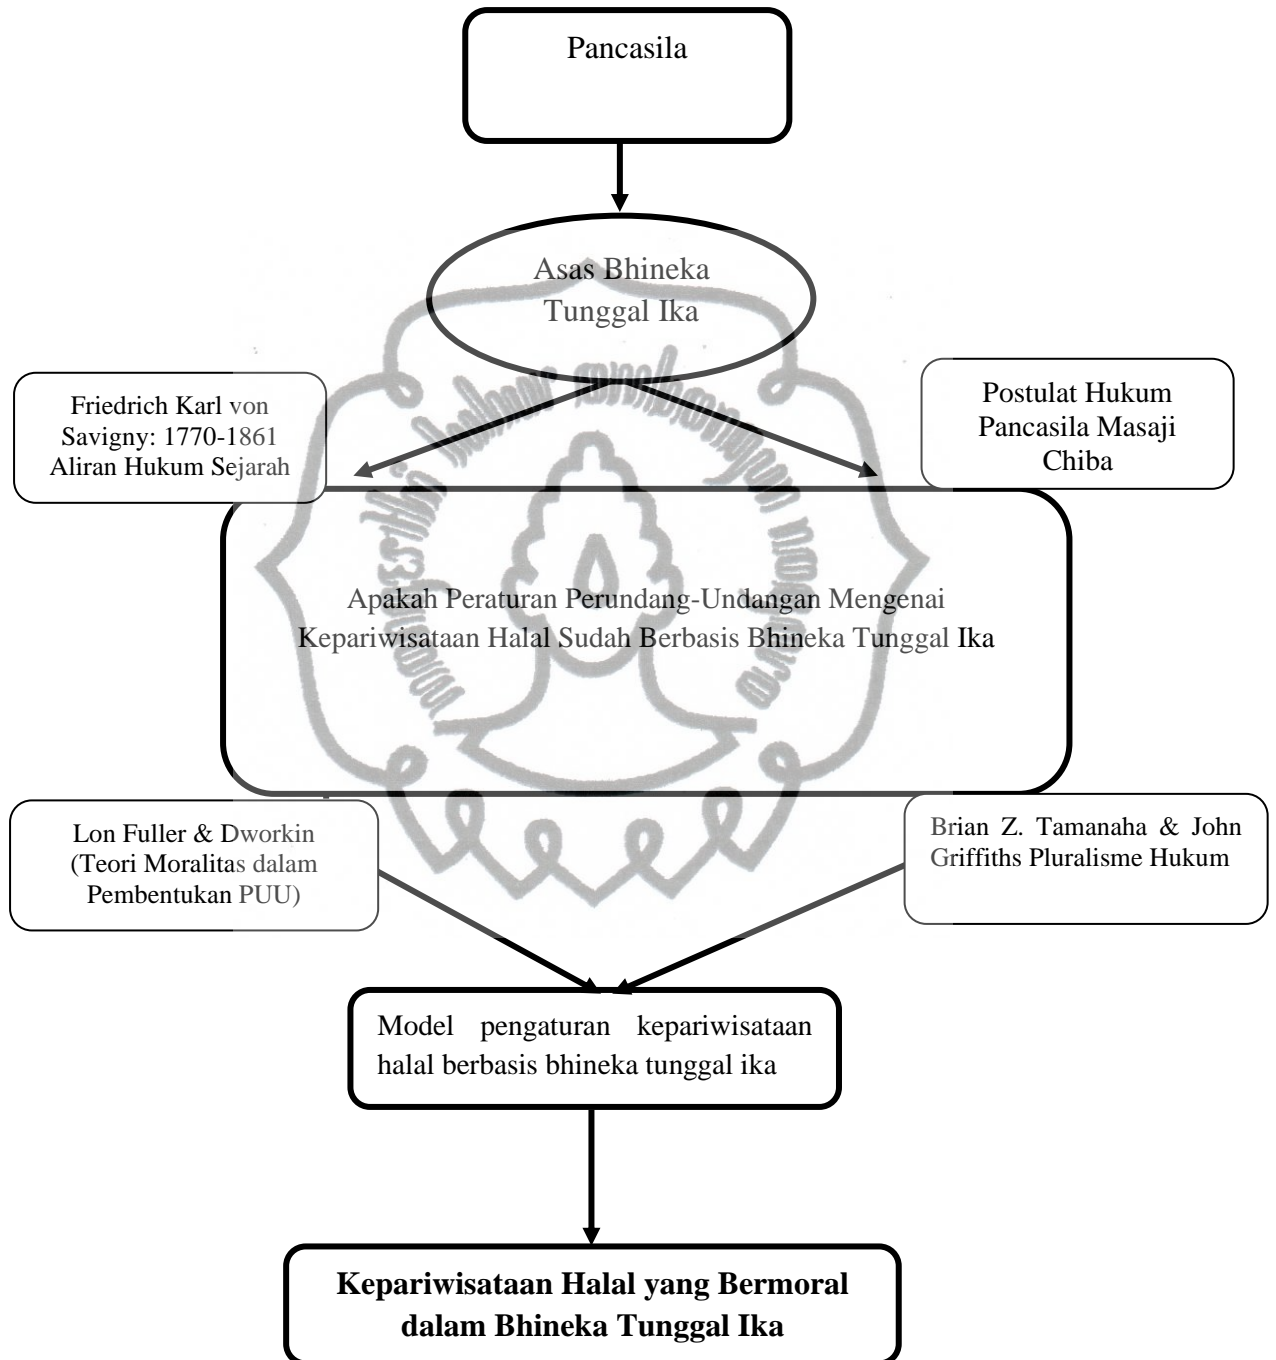 Pancasila
Asas Bhineka
Tunggal Ika
Friedrich Karl von
Savigny: 1770-1861
Aliran Hukum Sejarah
Postulat Hukum
Pancasila Masaji
Chiba
Apakah Peraturan Perundang-Undangan Mengenai
Kepariwisataan Halal Sudah Berbasis Bhineka Tunggal Ika
Lon Fuller & Dworkin
(Teori Moralitas dalam
Pembentukan PUU)
Brian Z. Tamanaha & John
Griffiths Pluralisme Hukum
Model pengaturan kepariwisataan
halal berbasis bhineka tunggal ika
Kepariwisataan Halal yang Bermoral
dalam Bhineka Tunggal Ika